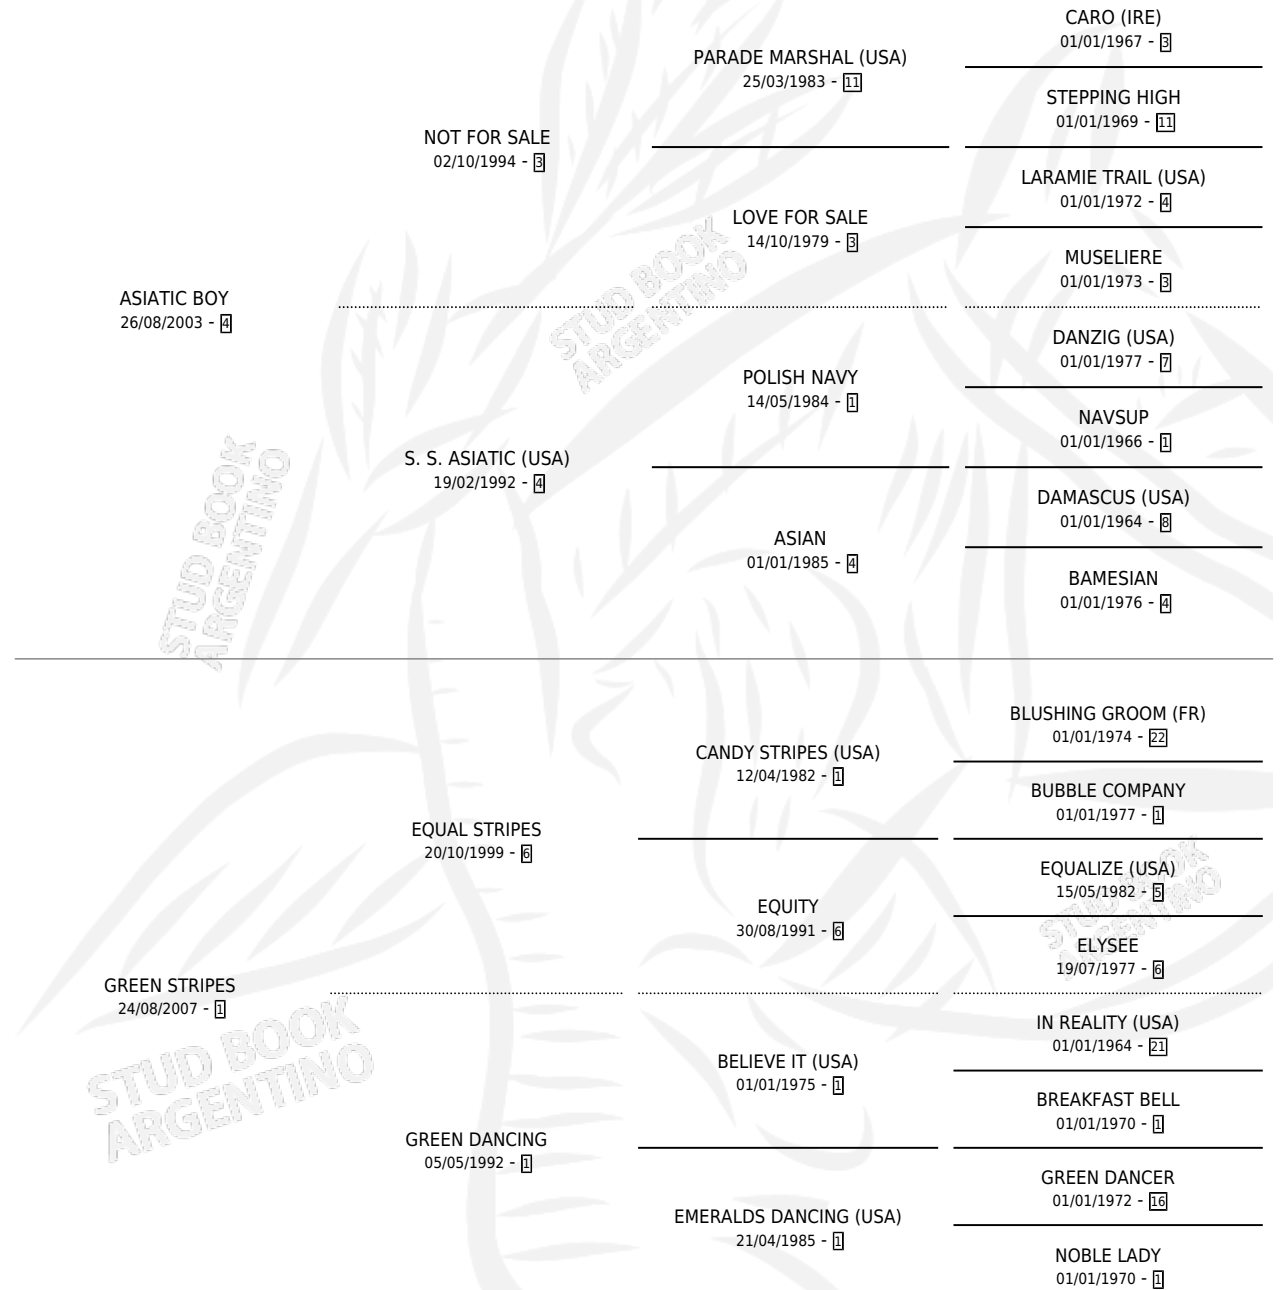 CARO (IRE)
01/01/1967 - 3
PARADE MARSHAL (USA)
25/03/1983 - 11
STEPPING HIGH
01/01/1969 - 11
NOT FOR SALE
02/10/1994 - 3
LARAMIE TRAIL (USA)
01/01/1972 - 4
LOVE FOR SALE
14/10/1979 - 3
MUSELIERE
01/01/1973 - 3
ASIATIC BOY
26/08/2003 - 4
STUD BOOK
ARGENTINO
DANZIG (USA)
01/01/1977 - 7
POLISH NAVY
14/05/1984 - 1
NAVSUP
01/01/1966 - 1
S. S. ASIATIC (USA)
19/02/1992 - 4
DAMASCUS (USA)
01/01/1964 - 8
ASIAN
01/01/1985 - 4
BAMESIAN
01/01/1976 - 4
STUD BOOK
ARGENTINO
BLUSHING GROOM (FR)
01/01/1974 - 22
CANDY STRIPES (USA)
12/04/1982 - 1
BUBBLE COMPANY
01/01/1977 - 1
EQUAL STRIPES
20/10/1999 - 6
EQUALIZE (USA)
15/05/1982 - 5
EQUITY
30/08/1991 - 6
STUD BOOK
ARGENTINO
ELYSEE
19/07/1977 - 6
GREEN STRIPES
24/08/2007 - 1
STUD BOOK
ARGENTINO
IN REALITY (USA)
01/01/1964 - 21
BELIEVE IT (USA)
01/01/1975 - 1
BREAKFAST BELL
01/01/1970 - 1
GREEN DANCING
05/05/1992 - 1
GREEN DANCER
01/01/1972 - 16
EMERALDS DANCING (USA)
21/04/1985 - 1
NOBLE LADY
01/01/1970 - 1